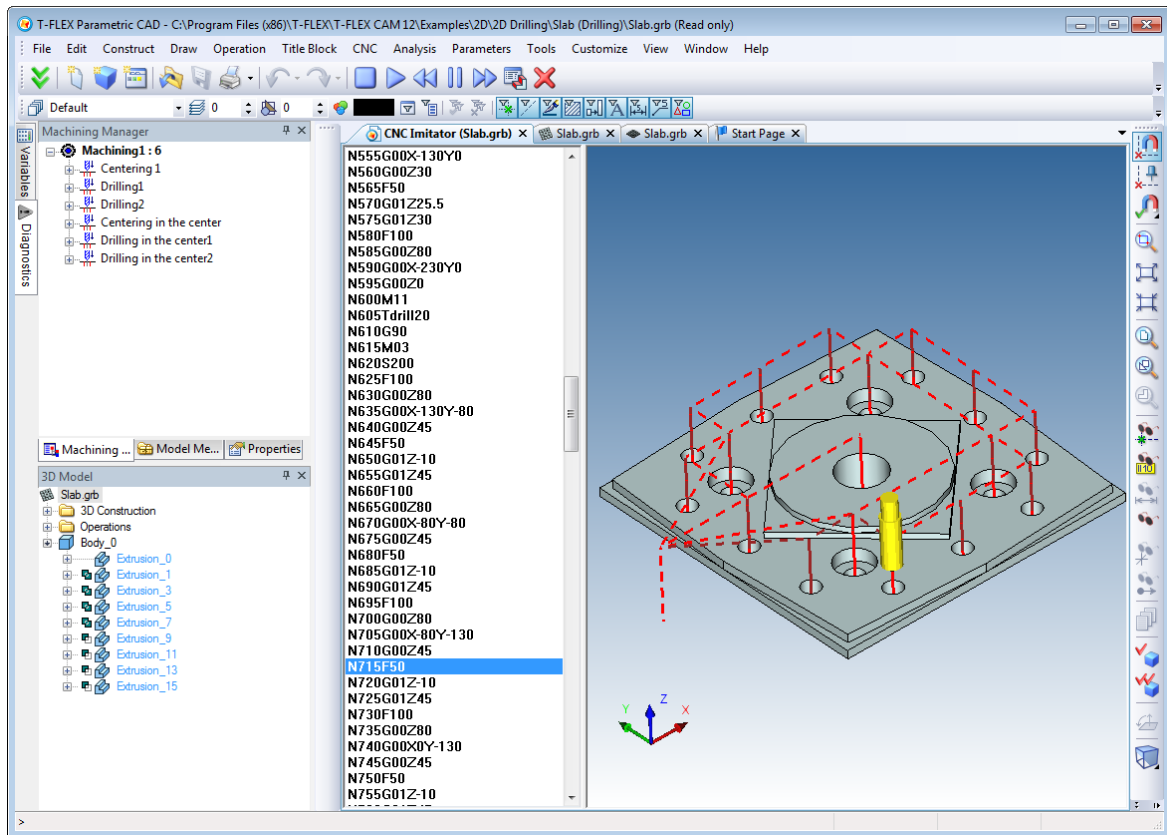 T-FLEX Parametric CAD - C:\Program Files (x86)\T-FLEX\T-FLEX CAM 12\Examples\2D\2D Drilling\Slab (Drilling)\Slab.grb (Read only)
File Edit Construct Draw Operation Title Block CNC Analysis Parameters Tools Customize View Window Help
Default 0 0
Variables
Diagnostics
Machining Manager
Machining1 : 6
Centering 1
Drilling1
Drilling2
Centering in the center
Drilling in the center1
Drilling in the center2
Machining ... Model Me... Properties
3D Model
Slab.grb
3D Construction
Operations
Body_0
Extrusion_0
Extrusion_1
Extrusion_3
Extrusion_5
Extrusion_7
Extrusion_9
Extrusion_11
Extrusion_13
Extrusion_15
CNC Imitator (Slab.grb) Slab.grb Slab.grb Start Page
N555G00X-130Y0
N560G00Z30
N565F50
N570G01Z25.5
N575G01Z30
N580F100
N585G00Z80
N590G00X-230Y0
N595G00Z0
N600M11
N605Tdrill20
N610G90
N615M03
N620S200
N625F100
N630G00Z80
N635G00X-130Y-80
N640G00Z45
N645F50
N650G01Z-10
N655G01Z45
N660F100
N665G00Z80
N670G00X-80Y-80
N675G00Z45
N680F50
N685G01Z-10
N690G01Z45
N695F100
N700G00Z80
N705G00X-80Y-130
N710G00Z45
N715F50
N720G01Z-10
N725G01Z45
N730F100
N735G00Z80
N740G00X0Y-130
N745G00Z45
N750F50
N755G01Z-10
Y Z X
>